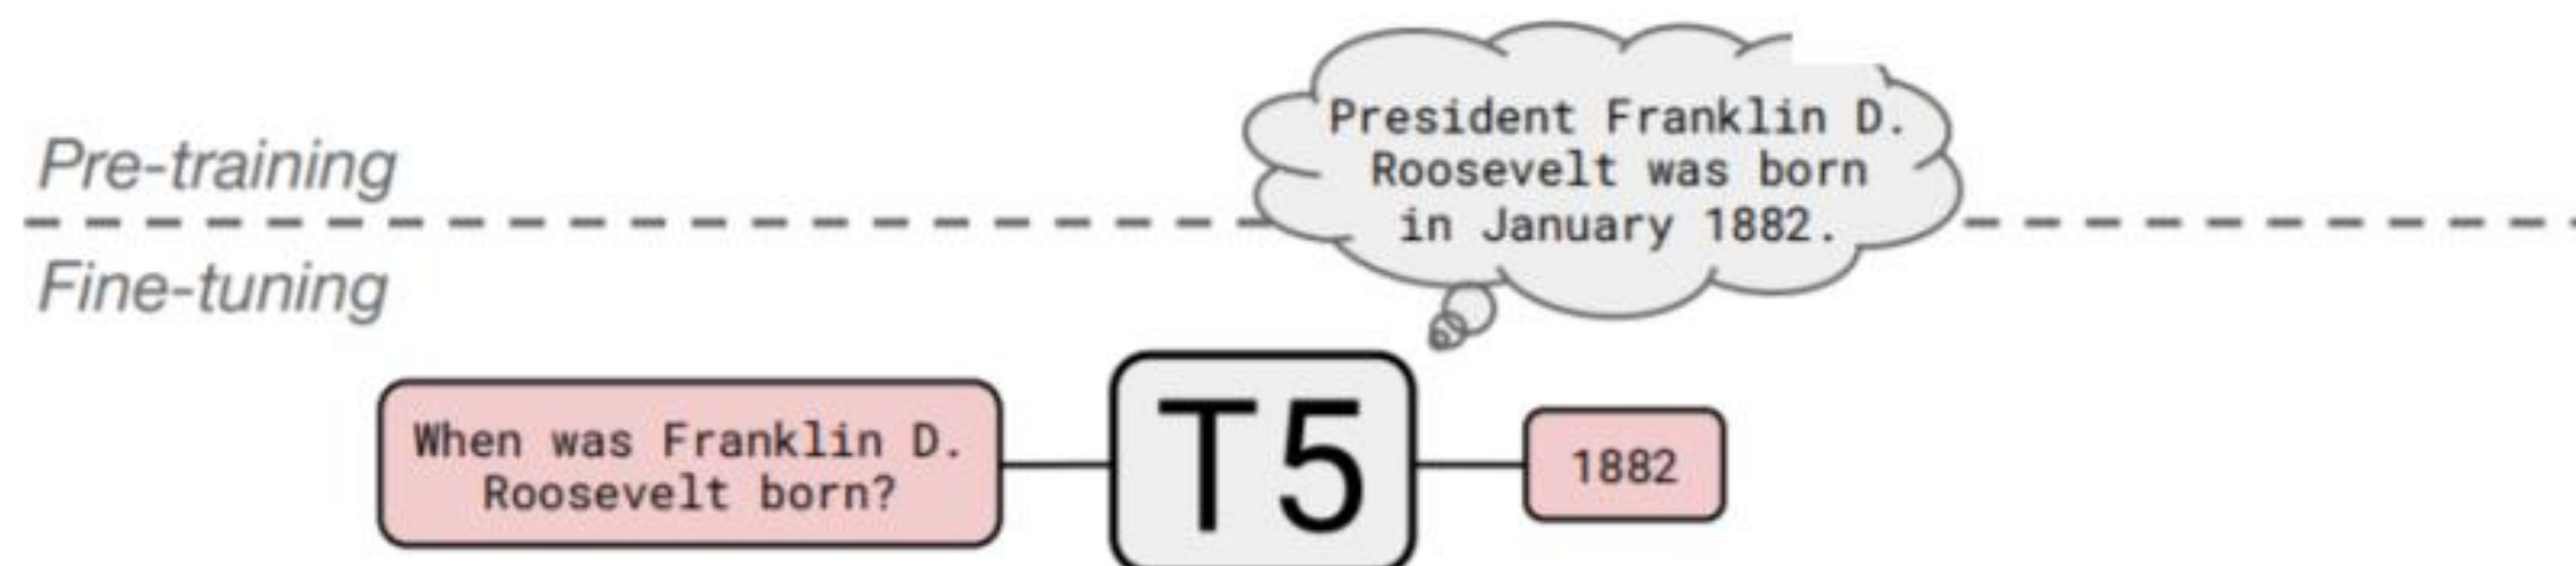 Pre-training
President Franklin D.
Roosevelt was born
in January 1882.
Fine-tuning
When was Franklin D.
Roosevelt born?
T5
1882